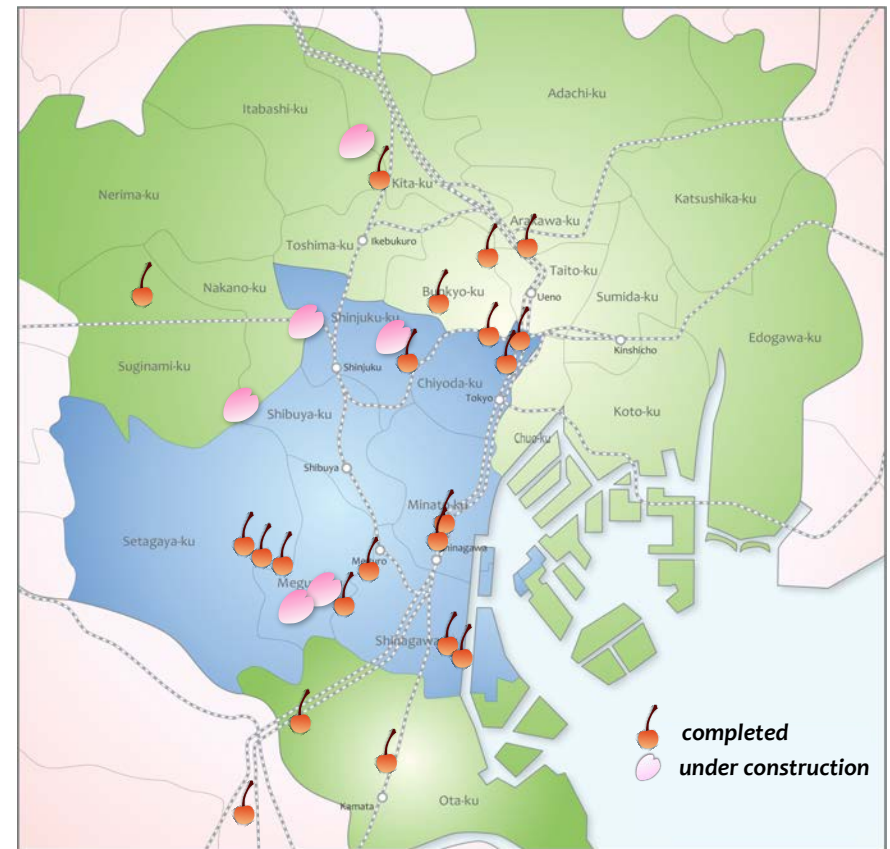 Adachi-ku
Itabashi-ku
Kita-ku
Nerima-ku
Katsushika-ku
Arakawa-ku
Toshima-ku
Ikebukuro
Taito-ku
Nakano-ku
Bunkyo-ku
Ueno
Sumida-ku
Shinjuku-ku
Edogawa-ku
Kinshicho
Suginami-ku
Shinjuku
Chiyoda-ku
Tokyo
Shibuya-ku
Koto-ku
Chuo-ku
Shibuya
Minato-ku
Setagaya-ku
Shinagawa
Meguro
Shinagawa
completed
under construction
Kamata
Ota-ku